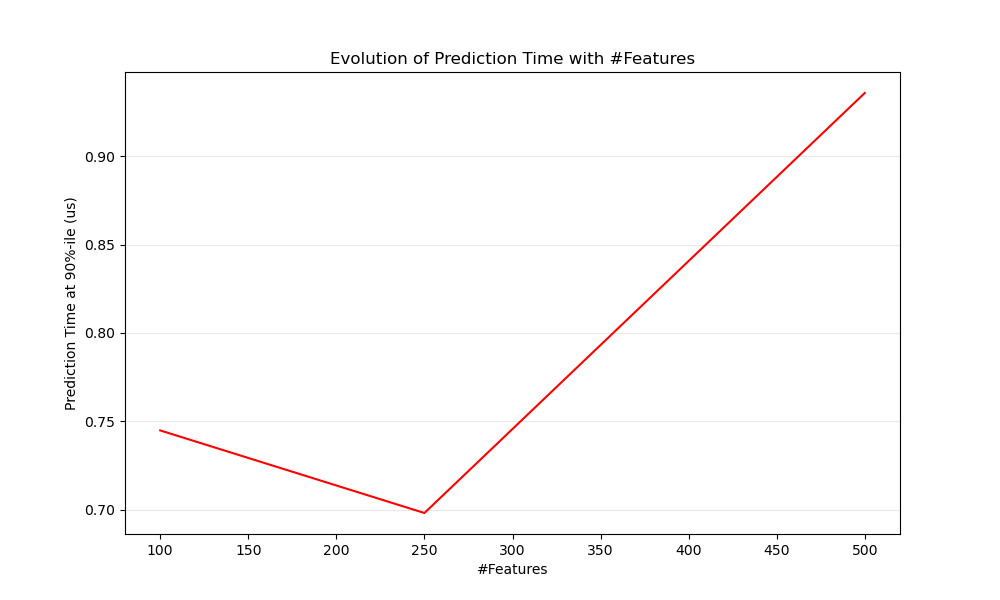 Evolution of Prediction Time with #Features
Prediction Time at 90%-ile (us)
0.90
0.85
0.80
0.75
0.70
100 150 200 250 300 350 400 450 500
#Features